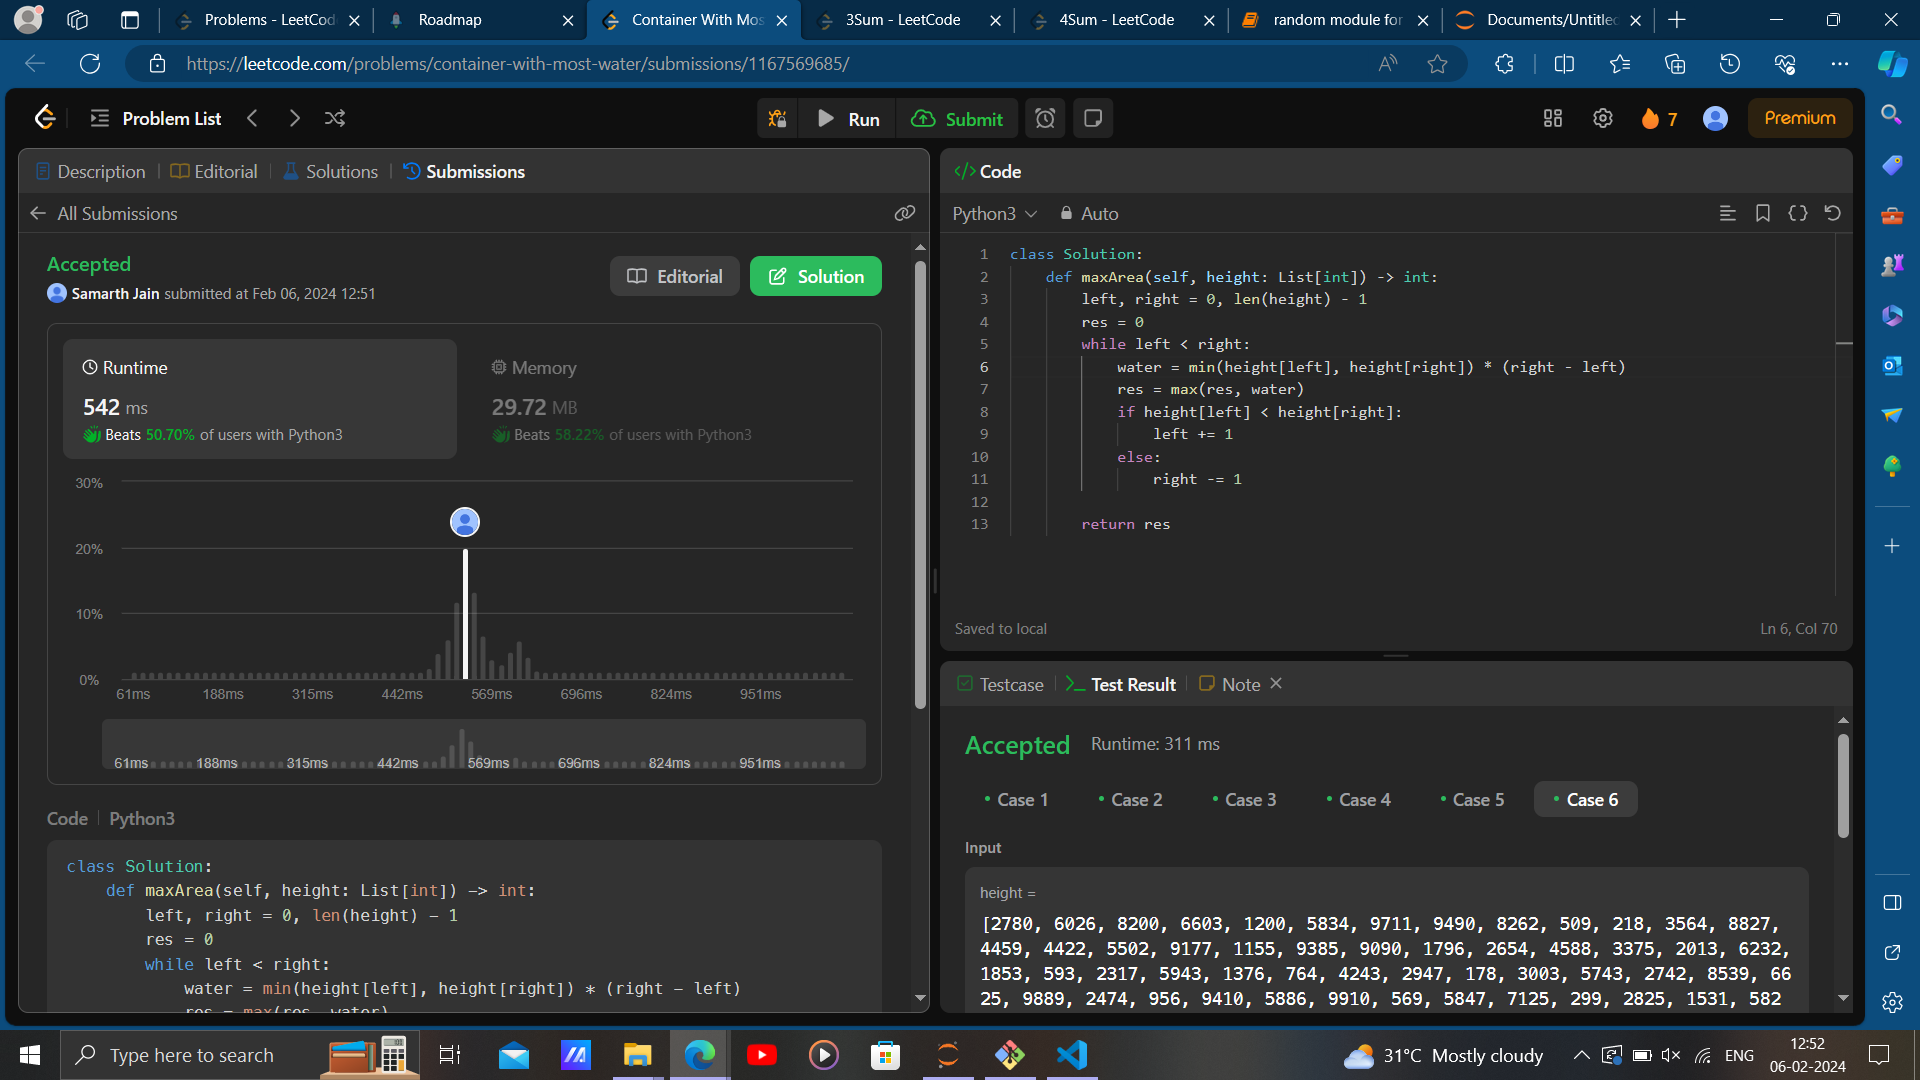 Problems - LeetCod
Roadmap
Container With Mos
3Sum - LeetCode
4Sum - LeetCode
random module for
Documents/Untitle
https://leetcode.com/problems/container-with-most-water/submissions/1167569685/
Problem List
Run
Submit
7
Premium
Description
Editorial
Solutions
Submissions
All Submissions
Accepted
Samarth Jain submitted at Feb 06, 2024 12:51
Editorial
Solution
Runtime
542 ms
Beats 50.70% of users with Python3
Memory
29.72 MB
Beats 58.22% of users with Python3
30%
20%
10%
0%
61ms 188ms 315ms 442ms 569ms 696ms 824ms 951ms
61ms 188ms 315ms 442ms 569ms 696ms 824ms 951ms
Code | Python3
class Solution:
def maxArea(self, height: List[int]) -> int:
left, right = 0, len(height) - 1
res = 0
while left < right:
water = min(height[left], height[right]) * (right - left)
res = max(res, water)
Code
Python3
Auto
1 class Solution:
2 def maxArea(self, height: List[int]) -> int:
3 left, right = 0, len(height) - 1
4 res = 0
5 while left < right:
6 water = min(height[left], height[right]) * (right - left)
7 res = max(res, water)
8 if height[left] < height[right]:
9 left += 1
10 else:
11 right -= 1
12
13 return res
Saved to local
Ln 6, Col 70
Testcase
Test Result
Note
Accepted
Runtime: 311 ms
Case 1
Case 2
Case 3
Case 4
Case 5
Case 6
Input
height =
[2780, 6026, 8200, 6603, 1200, 5834, 9711, 9490, 8262, 509, 218, 3564, 8827,
4459, 4422, 5502, 9177, 1155, 9385, 9090, 1796, 2654, 4588, 3375, 2013, 6232,
1853, 593, 2317, 5943, 1376, 764, 4243, 2947, 178, 3003, 5743, 2742, 8539, 66
25, 9889, 2474, 956, 9410, 5886, 9910, 569, 5847, 7125, 299, 2825, 1531, 582
Type here to search
31°C Mostly cloudy
ENG
12:52
06-02-2024